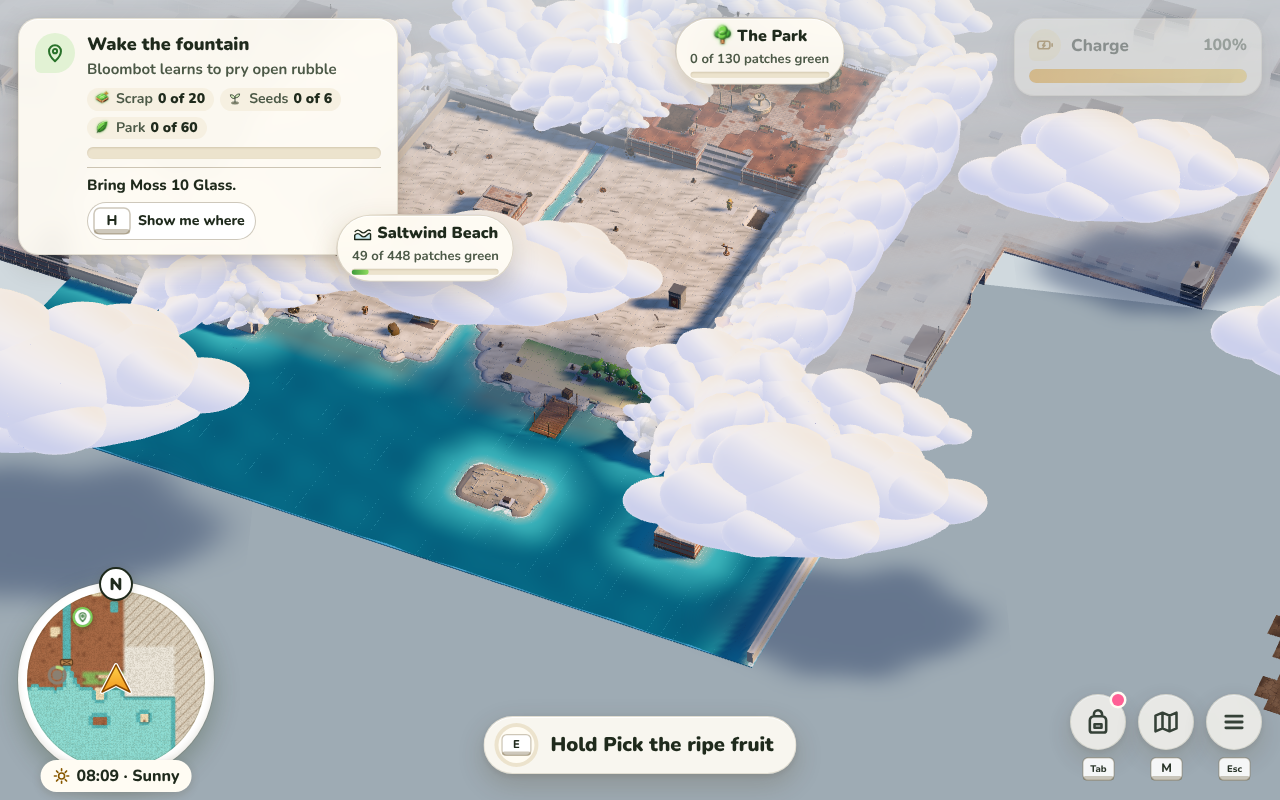 Wake the fountain
Bloombot learns to pry open rubble
Scrap 0 of 20
Seeds 0 of 6
Park 0 of 60
Bring Moss 10 Glass.
H Show me where
The Park
0 of 130 patches green
Charge 100%
Saltwind Beach
49 of 448 patches green
N
08:09 · Sunny
E Hold Pick the ripe fruit
Tab
M
Esc